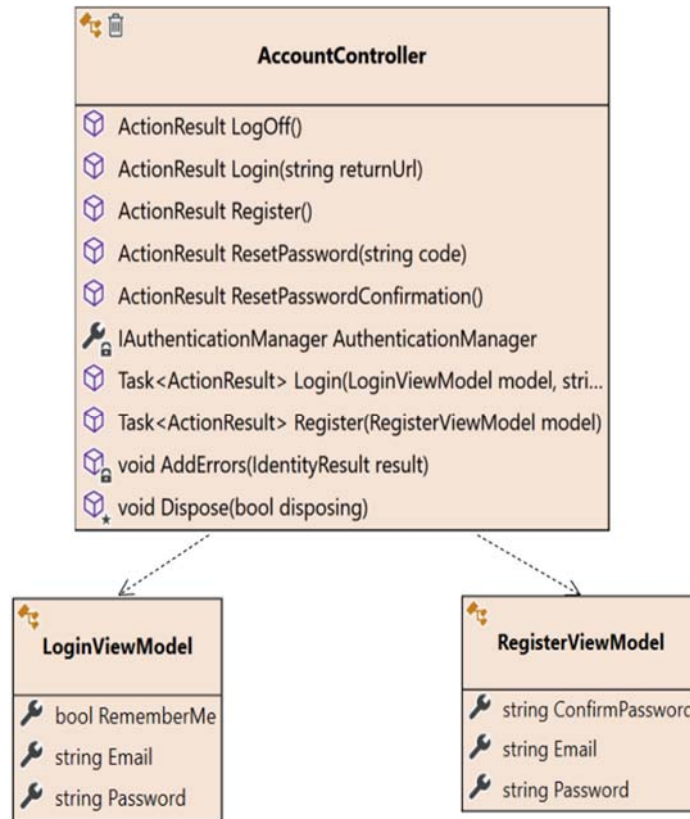 AccountController
ActionResult LogOff()
ActionResult Login(string returnUrl)
ActionResult Register()
ActionResult ResetPassword(string code)
ActionResult ResetPasswordConfirmation()
IAuthenticationManager AuthenticationManager
Task<ActionResult> Login(LoginViewModel model, stri...
Task<ActionResult> Register(RegisterViewModel model)
void AddErrors(IdentityResult result)
void Dispose(bool disposing)
LoginViewModel
bool RememberMe
string Email
string Password
RegisterViewModel
string ConfirmPassword
string Email
string Password